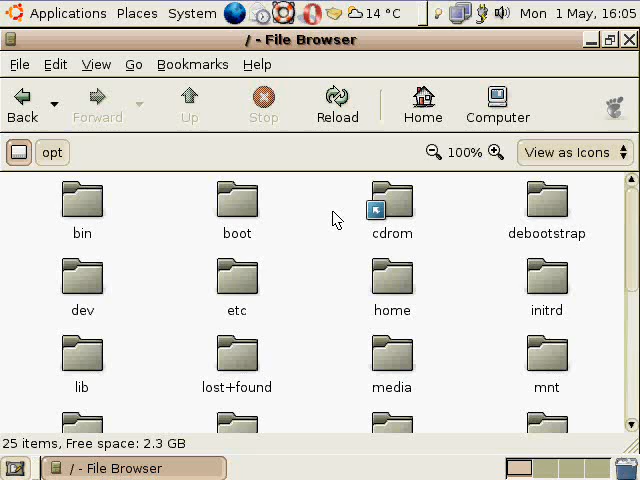 Applications Places System 14 °C Mon 1 May, 16:05
/ - File Browser
File Edit View Go Bookmarks Help
Back Forward Up Stop Reload Home Computer
opt 100% View as Icons
bin boot cdrom debootstrap
dev etc home initrd
lib lost+found media mnt
25 items, Free space: 2.3 GB
/ - File Browser